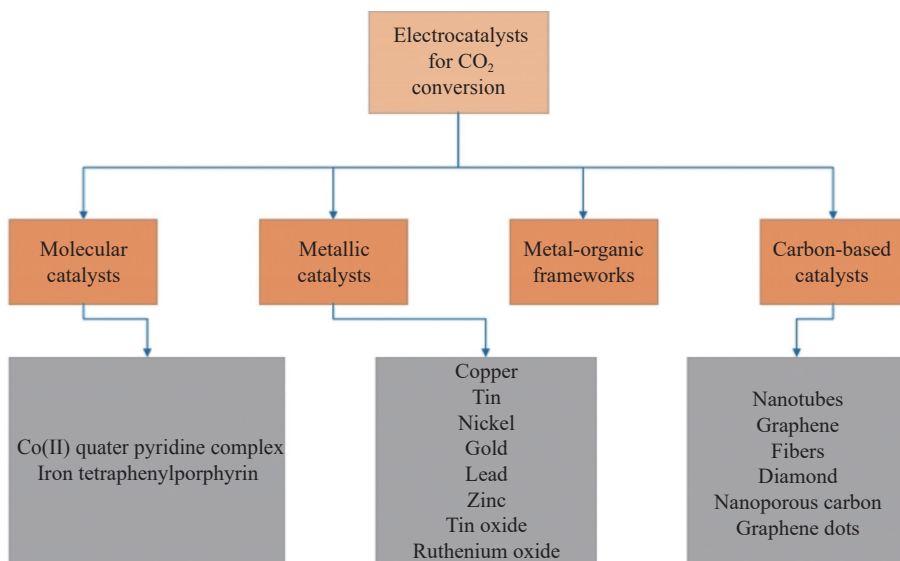 Electrocatalysts
for CO₂
conversion
Molecular
catalysts
Metallic
catalysts
Metal-organic
frameworks
Carbon-based
catalysts
Co(II) quater pyridine complex
Iron tetraphenylporphyrin
Copper
Tin
Nickel
Gold
Lead
Zinc
Tin oxide
Ruthenium oxide
Nanotubes
Graphene
Fibers
Diamond
Nanoporous carbon
Graphene dots